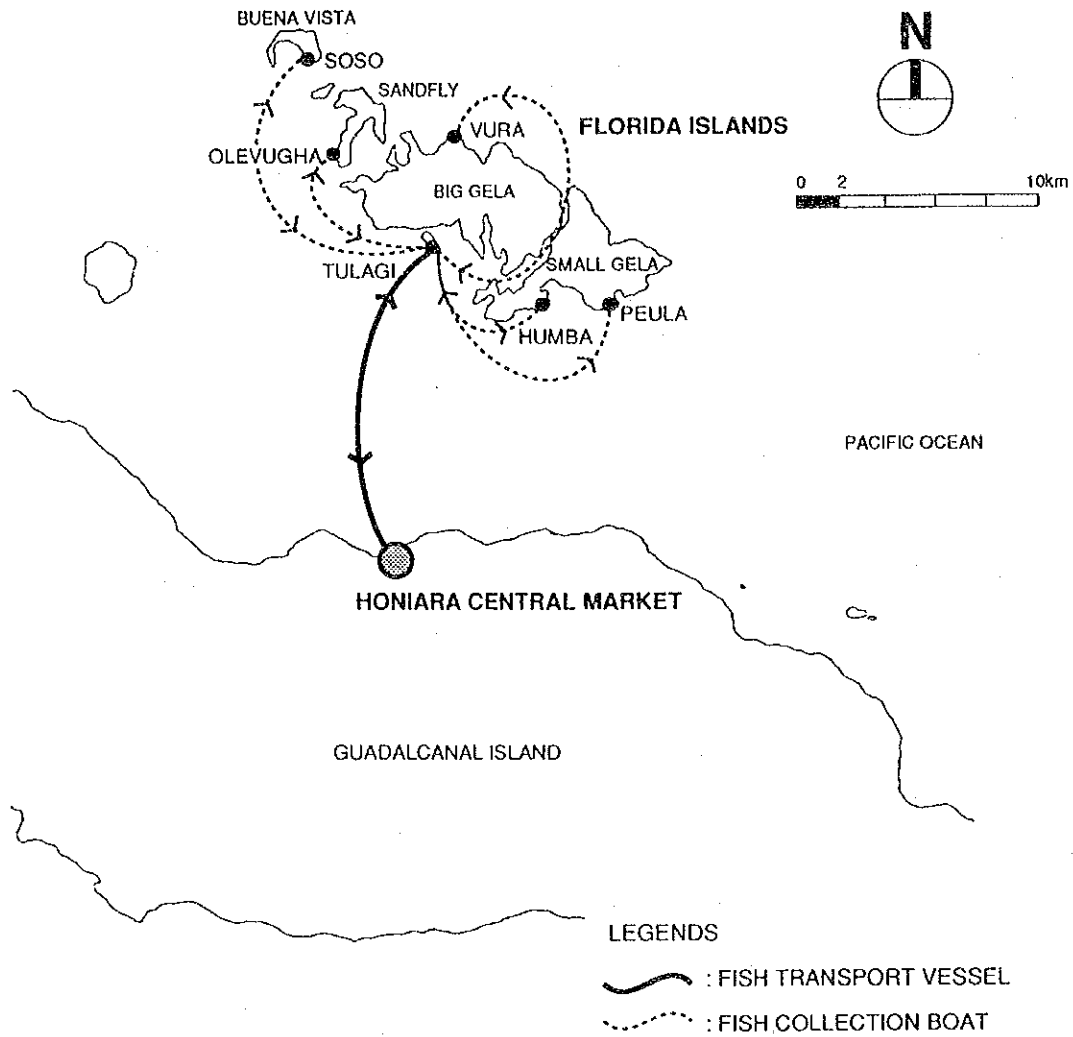 BUENA VISTA
SOSO
N
SANDFLY
VURA
FLORIDA ISLANDS
OLEVUGHA
0 2 10km
BIG GELA
TULAGI
SMALL GELA
HUMBA
PEULA
PACIFIC OCEAN
HONIARA CENTRAL MARKET
GUADALCANAL ISLAND
LEGENDS
: FISH TRANSPORT VESSEL
: FISH COLLECTION BOAT